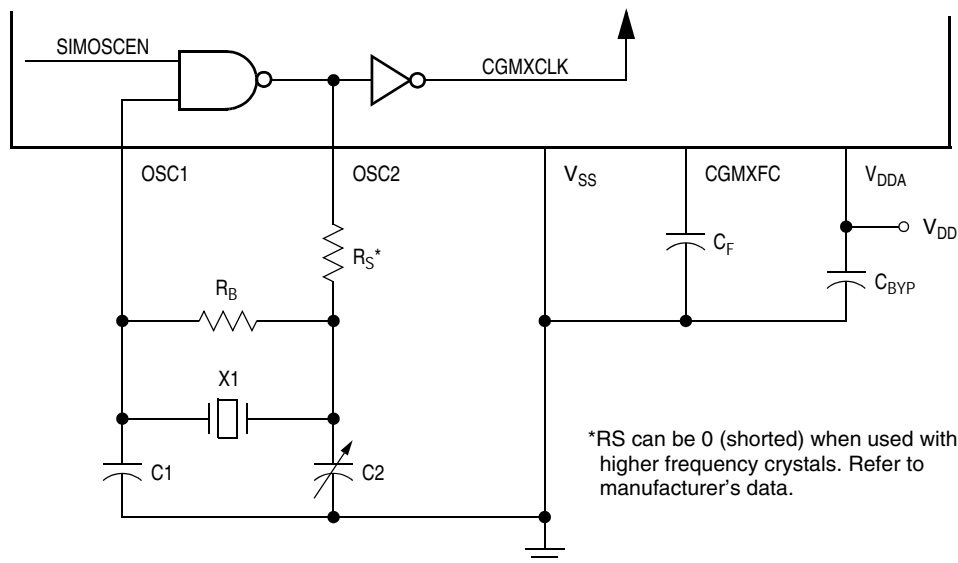 SIMOSCEN
CGMXCLK
OSC1
OSC2
VSS
CGMXFC
VDDA
VDD
RS*
CF
CBYP
RB
X1
C1
C2
*RS can be 0 (shorted) when used with
higher frequency crystals. Refer to
manufacturer's data.